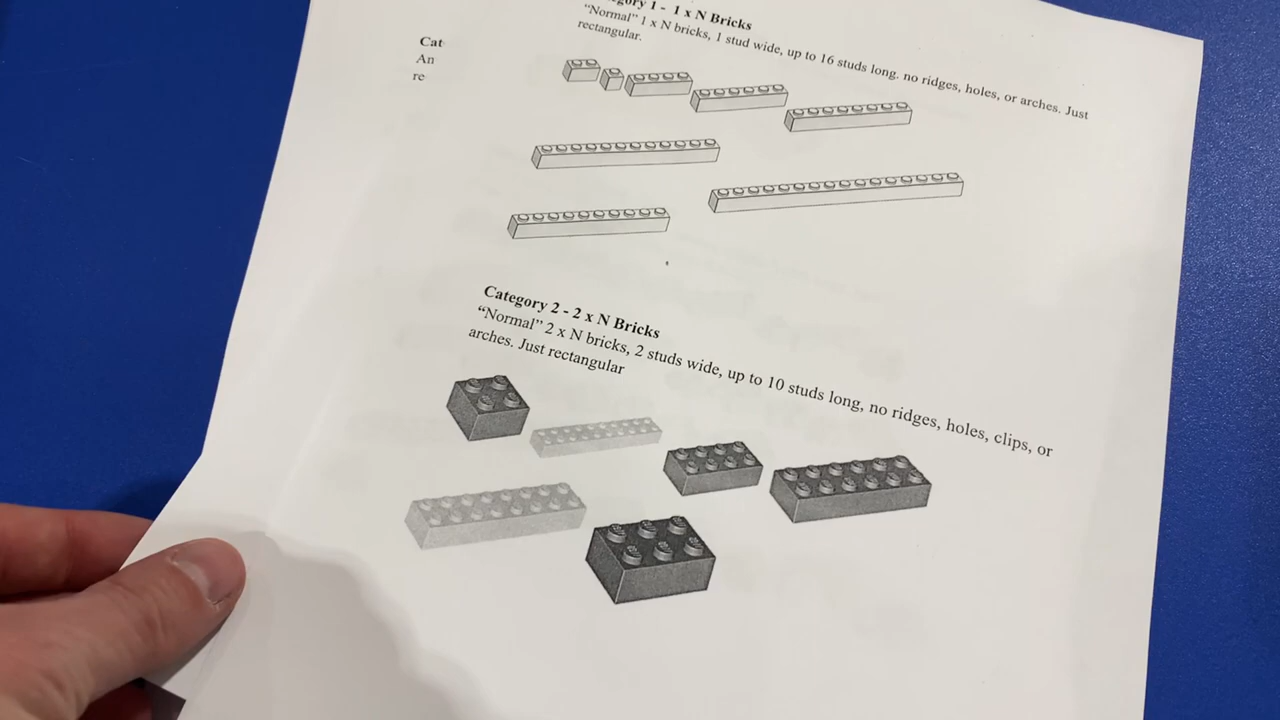 gory 1 - 1 x N Bricks
"Normal" 1 x N bricks, 1 stud wide, up to 16 studs long. no ridges, holes, or arches. Just
rectangular.
Cat
An
re
Category 2 - 2 x N Bricks
"Normal" 2 x N bricks, 2 studs wide, up to 10 studs long, no ridges, holes, clips, or
arches. Just rectangular